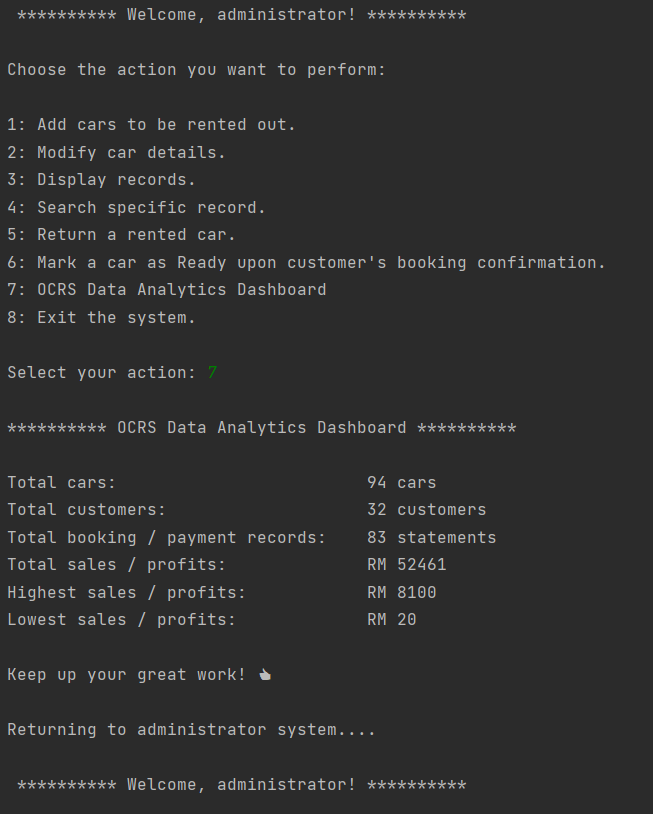 ********** Welcome, administrator! **********
Choose the action you want to perform:
1: Add cars to be rented out.
2: Modify car details.
3: Display records.
4: Search specific record.
5: Return a rented car.
6: Mark a car as Ready upon customer's booking confirmation.
7: OCRS Data Analytics Dashboard
8: Exit the system.
Select your action: 7
********** OCRS Data Analytics Dashboard **********
Total cars: 94 cars
Total customers: 32 customers
Total booking / payment records: 83 statements
Total sales / profits: RM 52461
Highest sales / profits: RM 8100
Lowest sales / profits: RM 20
Keep up your great work! 👍
Returning to administrator system....
********** Welcome, administrator! **********